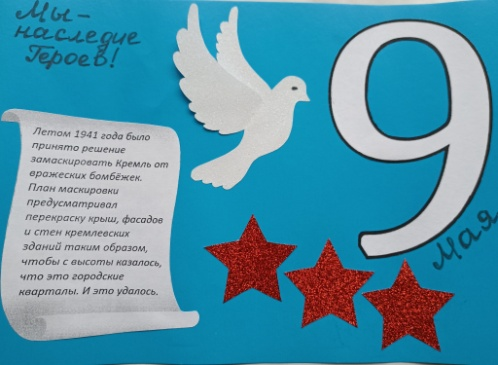 Мы-
наследие
Героев!
Летом 1941 года было
принято решение
замаскировать Кремль от
вражеских бомбёжек.
План маскировки
предусматривал
перекраску крыш, фасадов
и стен кремлевских
зданий таким образом,
чтобы с высоты казалось,
что это городские
кварталы. И это удалось.
9
Мая